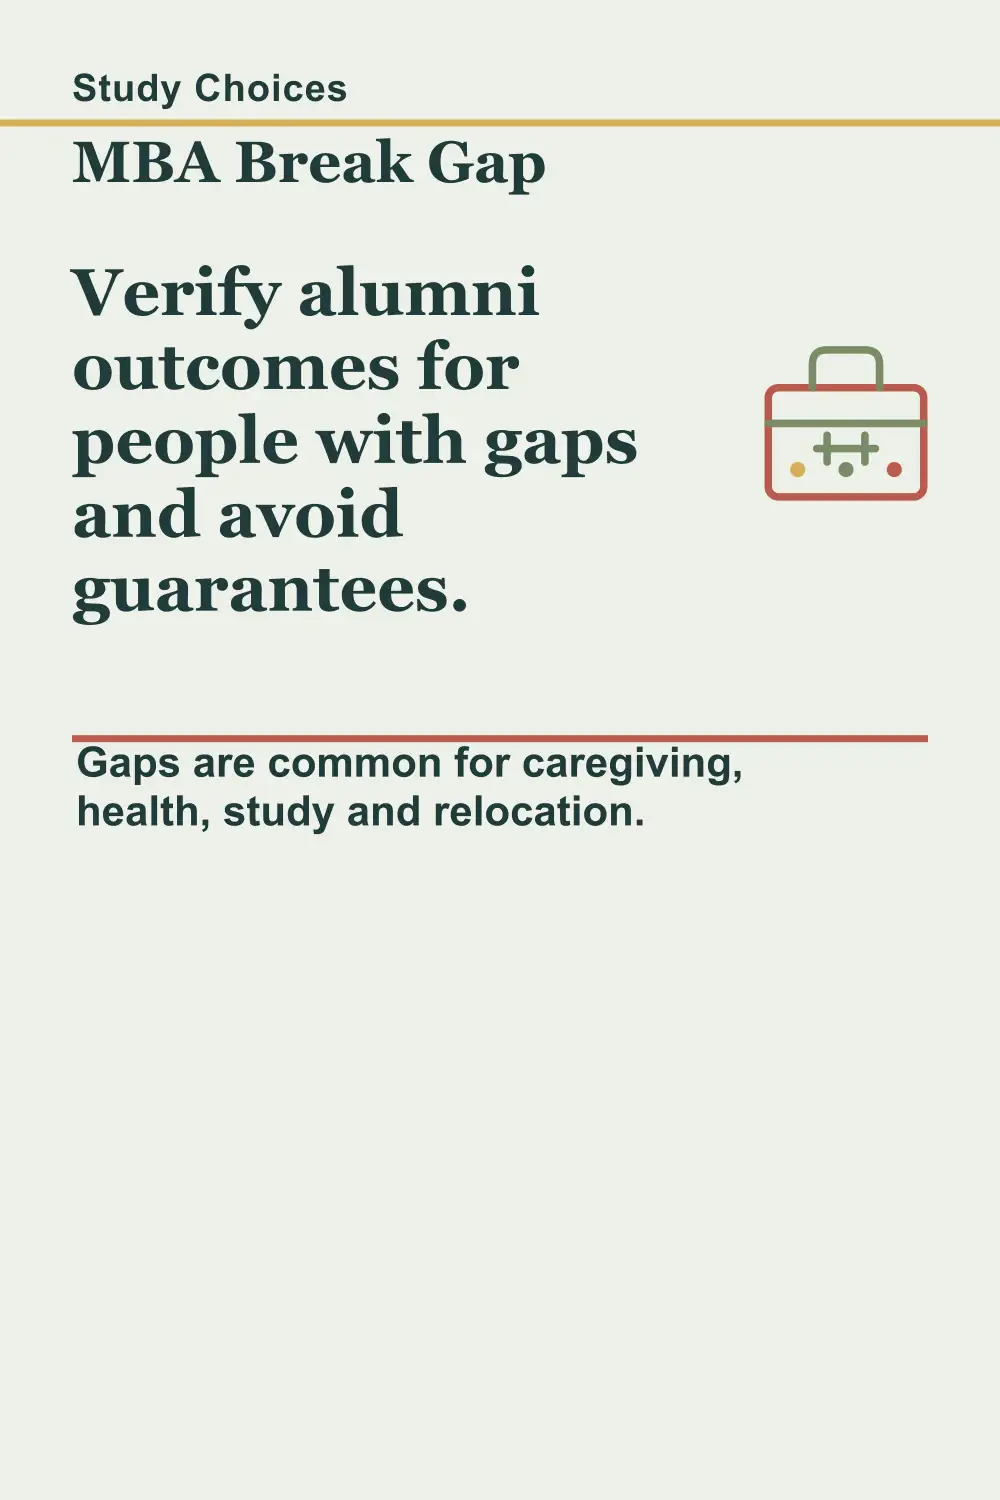 Study Choices
MBA Break Gap
Verify alumni
outcomes for
people with gaps
and avoid
guarantees.
Gaps are common for caregiving,
health, study and relocation.